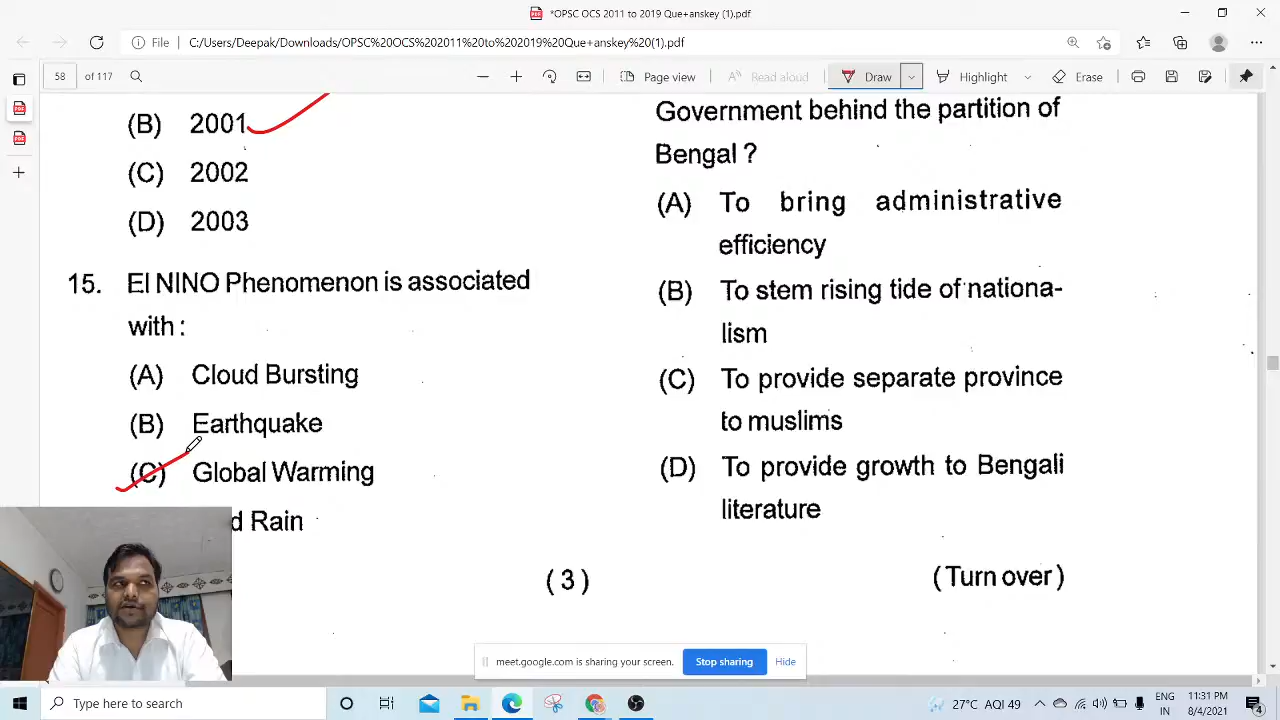 *OPSC OCS 2011 to 2019 Que+anskey (1).pdf
File
C:/Users/Deepak/Downloads/OPSC%20OCS%202011%20to%202019%20Que+anskey%20(1).pdf
58 of 117
Page view
Read aloud
Draw
Highlight
Erase
(B) 2001
(C) 2002
(D) 2003
15. El NINO Phenomenon is associated
with :
(A) Cloud Bursting
(B) Earthquake
(C) Global Warming
d Rain
Government behind the partition of
Bengal ?
(A) To bring administrative
efficiency
(B) To stem rising tide of nationa-
lism
(C) To provide separate province
to muslims
(D) To provide growth to Bengali
literature
(3)
(Turn over)
meet.google.com is sharing your screen.
Stop sharing
Hide
Type here to search
27°C AQI 49
ENG
IN
11:31 PM
8/4/2021
4